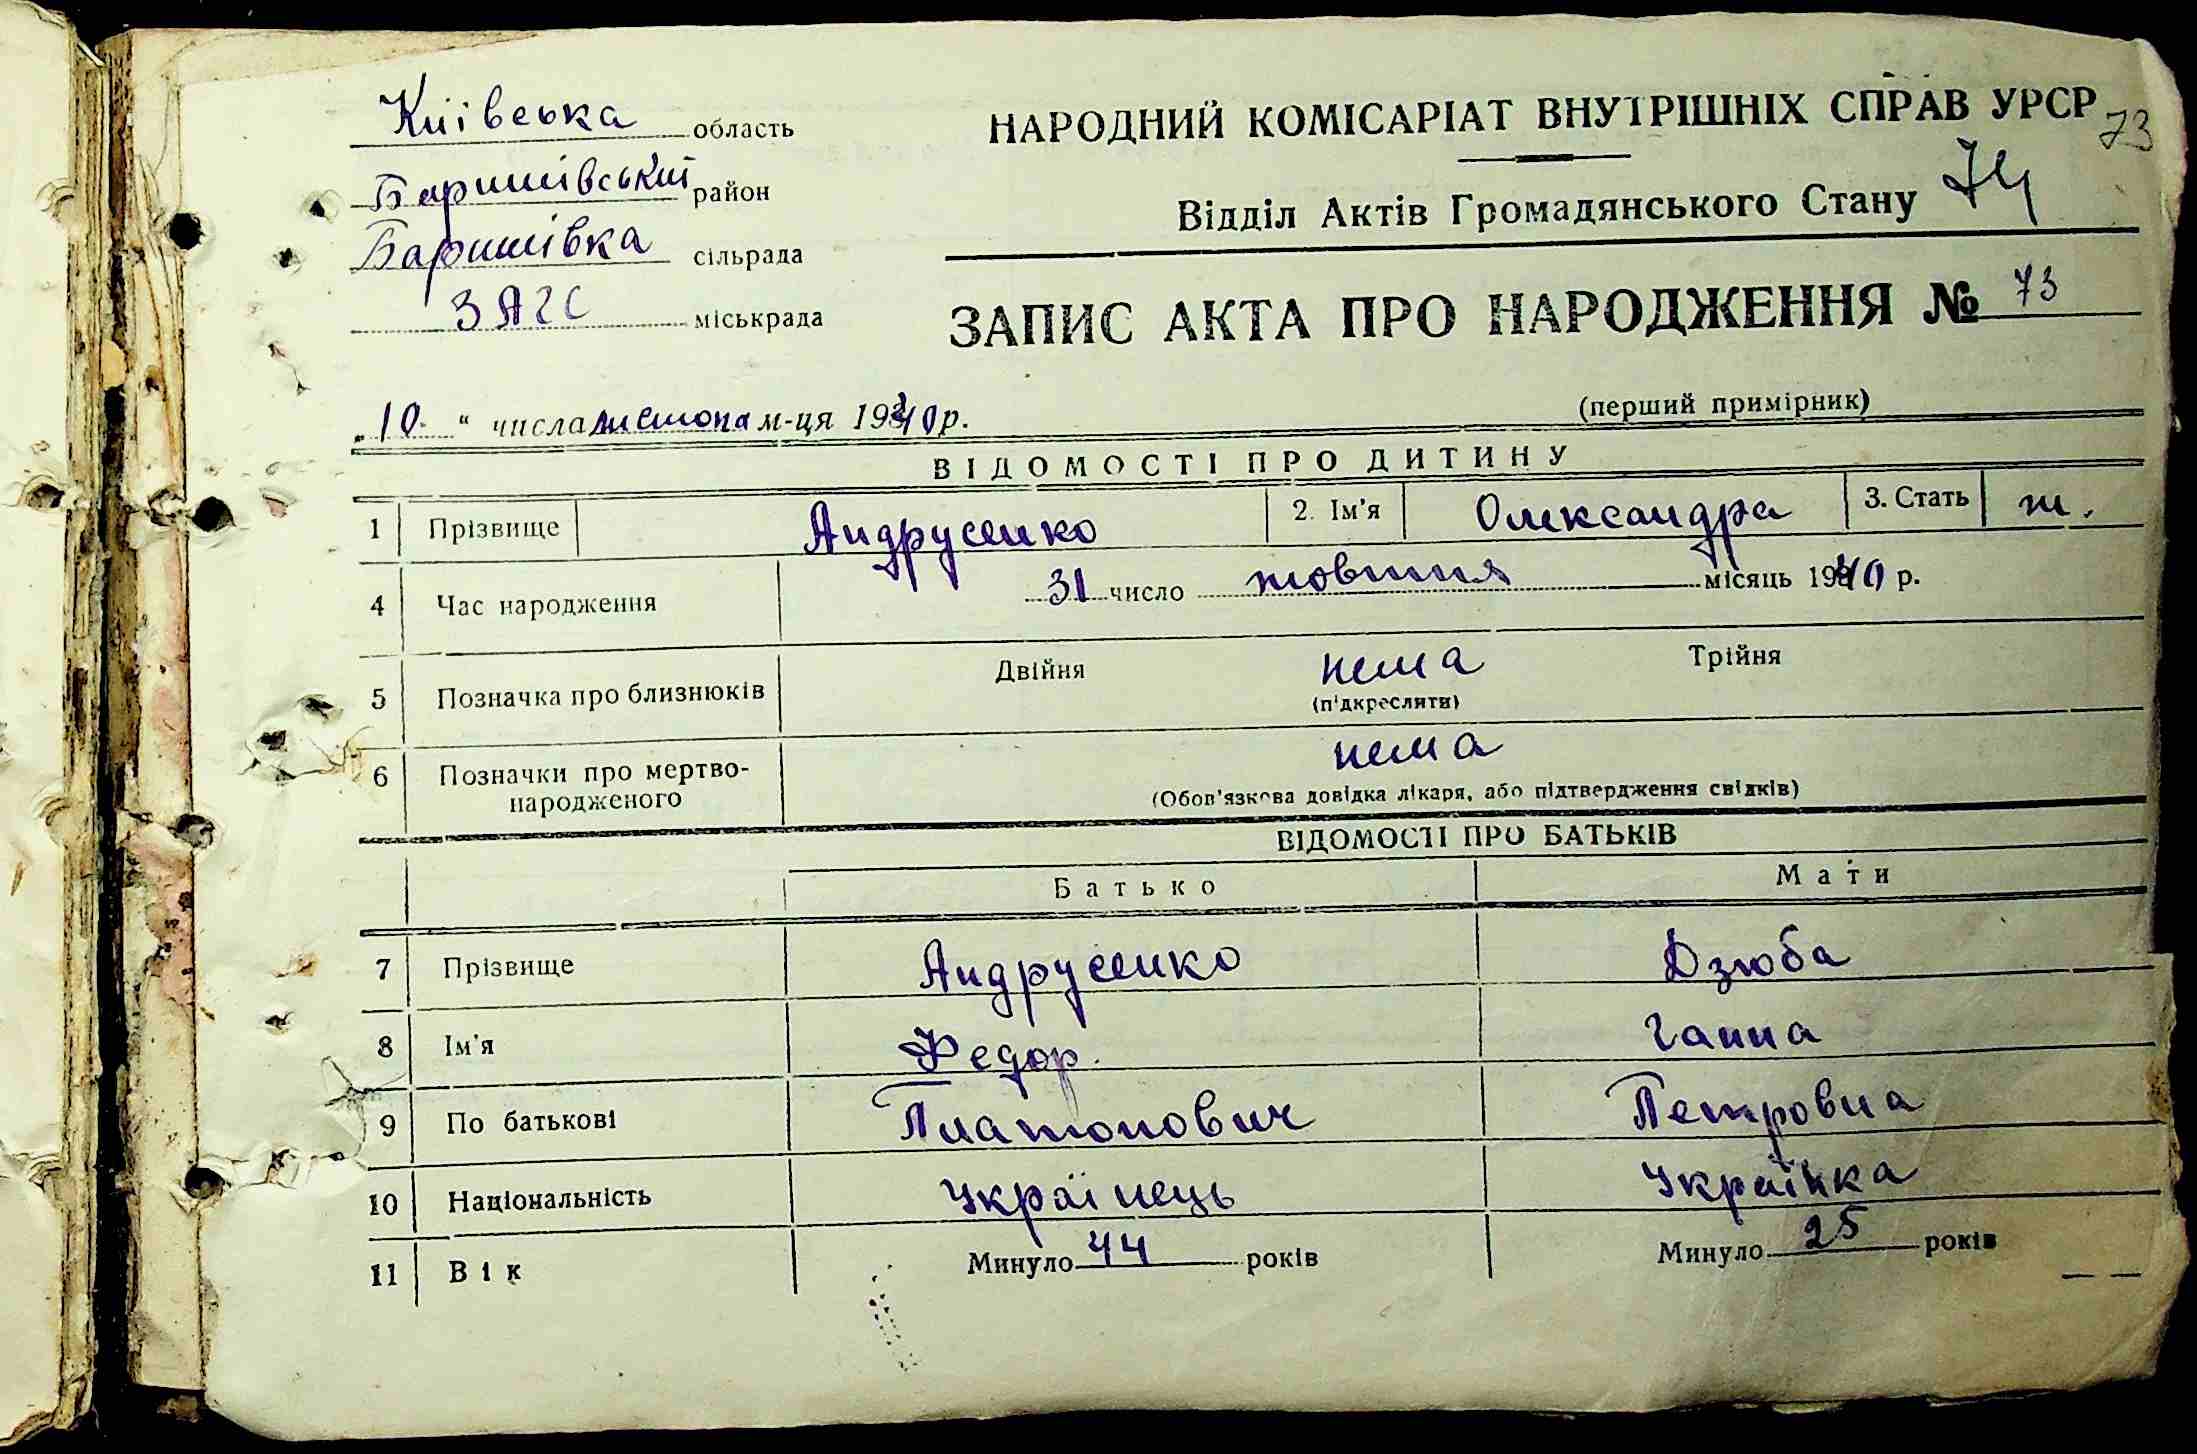 Київська область
НАРОДНИЙ КОМІСАРІАТ ВНУТРІШНІХ СПРАВ УРСР 73
Баришівський район
Відділ Актів Громадянського Стану 74
Баришівка сільрада
ЗАГС міськрада
ЗАПИС АКТА ПРО НАРОДЖЕННЯ № 73
(перший примірник)
„10“ числа листопа м-ця 1940 р.
ВІДОМОСТІ ПРО ДИТИНУ
1 Прізвище Андрусенко 2. Ім'я Олександра 3. Стать ж.
4 Час народження 31 число жовтня місяць 1940 р.
5 Позначка про близнюків Двійня нема Трійня
(підкреслити)
6 Позначки про мертво-
народженого нема
(Обов'язкова довідка лікаря, або підтвердження свідків)
ВІДОМОСТІ ПРО БАТЬКІВ
Батько Мати
7 Прізвище Андрусенко Дзюба
8 Ім'я Федор Ганна
9 По батькові Платонович Петровна
10 Національність Українець Українка
11 Вік Минуло 44 років Минуло 25 років